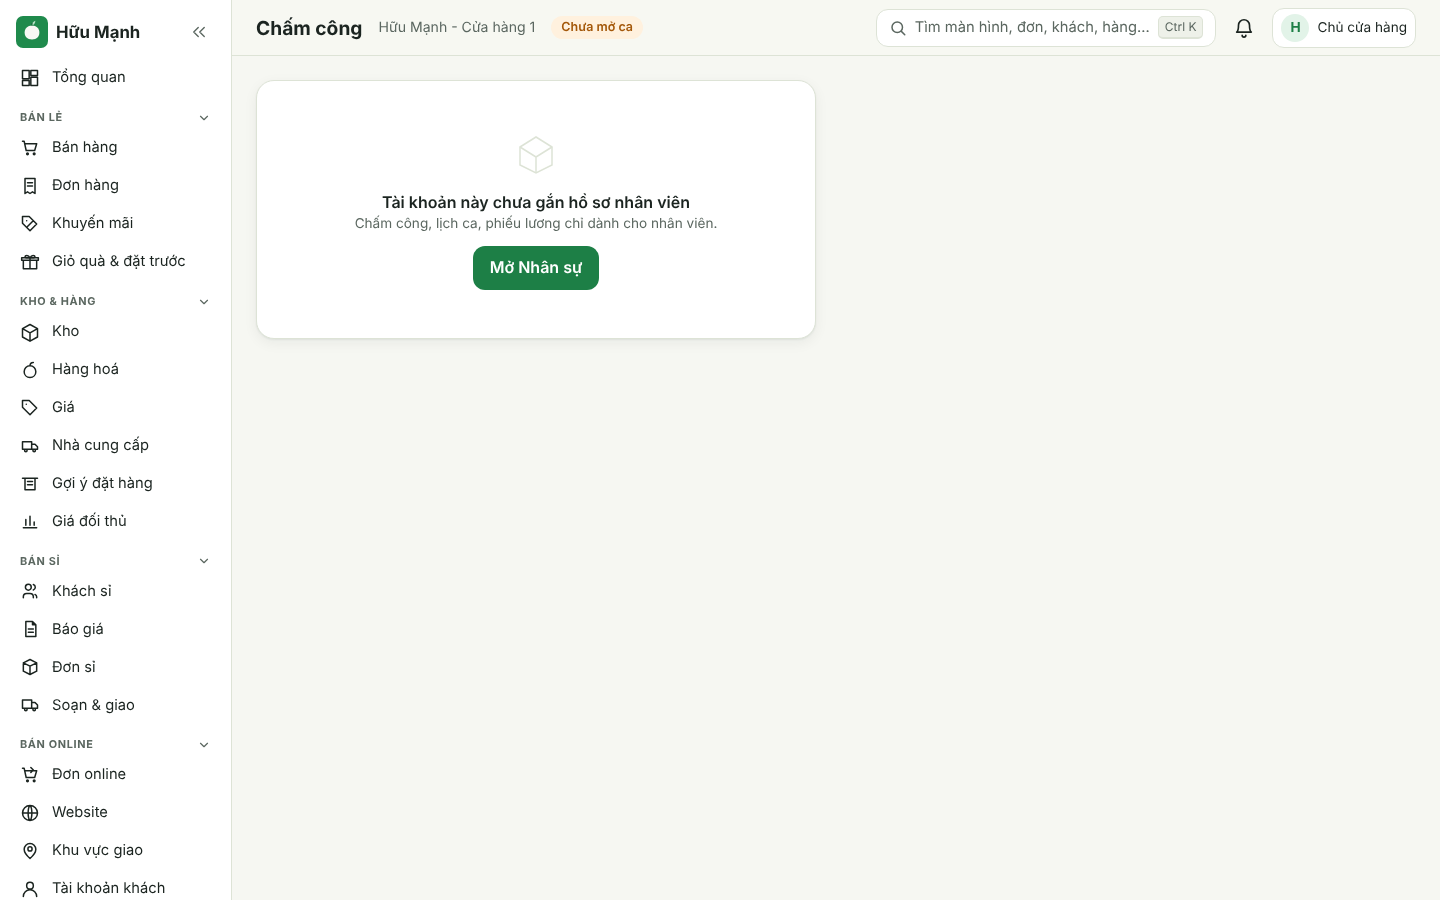 Hữu Mạnh
Tổng quan
BÁN LẺ
Bán hàng
Đơn hàng
Khuyến mãi
Giỏ quà & đặt trước
KHO & HÀNG
Kho
Hàng hoá
Giá
Nhà cung cấp
Gợi ý đặt hàng
Giá đối thủ
BÁN SỈ
Khách sỉ
Báo giá
Đơn sỉ
Soạn & giao
BÁN ONLINE
Đơn online
Website
Khu vực giao
Tài khoản khách
Chấm công Hữu Mạnh - Cửa hàng 1 Chưa mở ca Tìm màn hình, đơn, khách, hàng... Ctrl K H Chủ cửa hàng
Tài khoản này chưa gắn hồ sơ nhân viên
Chấm công, lịch ca, phiếu lương chỉ dành cho nhân viên.
Mở Nhân sự